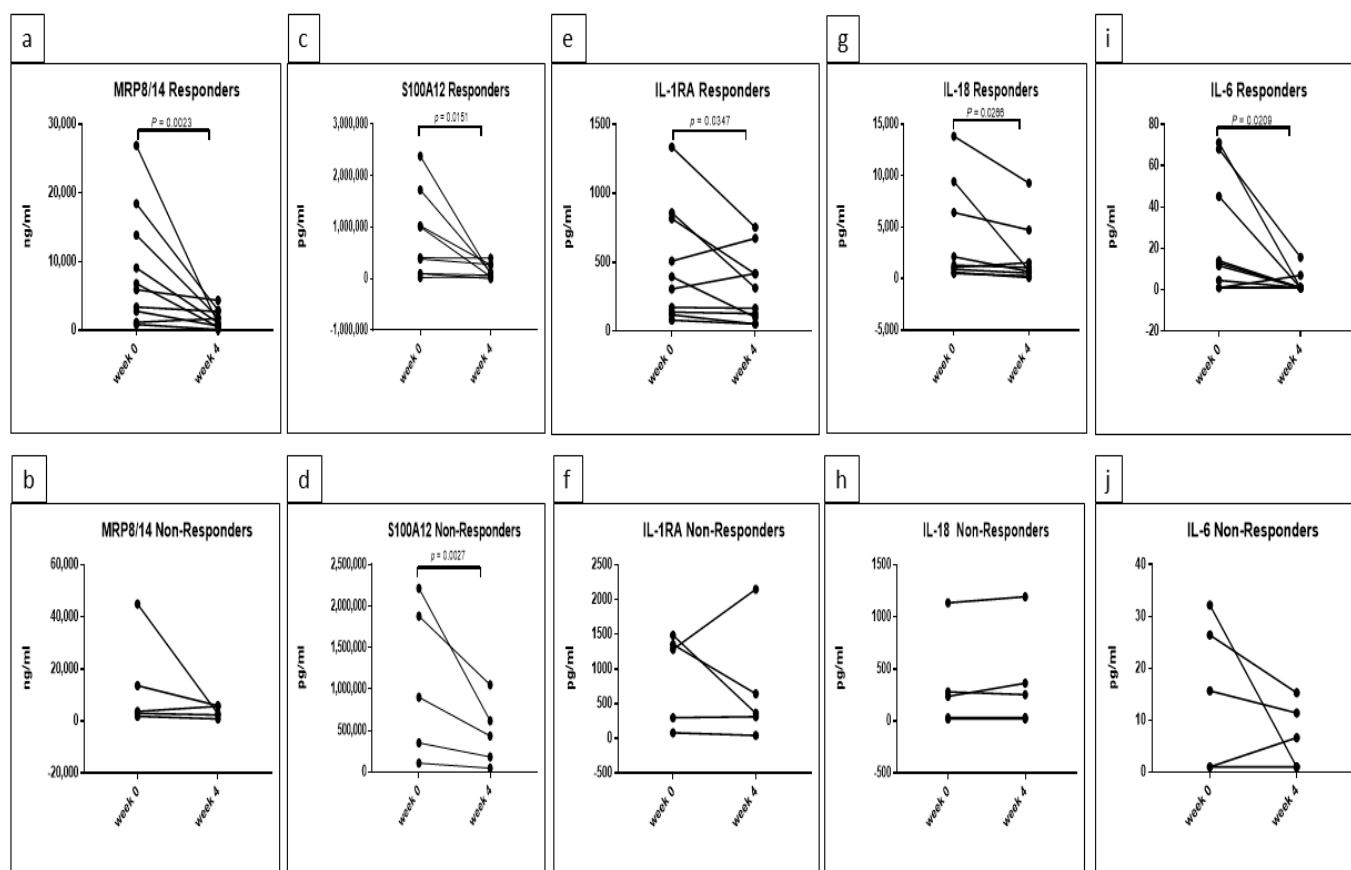 a
MRP8/14 Responders
P = 0.0023
30,000
20,000
10,000
0
ng/ml
week 0
week 4
c
S100A12 Responders
p = 0.0151
3,000,000
2,000,000
1,000,000
0
-1,000,000
pg/ml
week 0
week 4
e
IL-1RA Responders
P = 0.0347
1500
1000
500
0
pg/ml
week 0
week 4
g
IL-18 Responders
P = 0.0266
15,000
10,000
5,000
0
-5,000
pg/ml
week 0
week 4
i
IL-6 Responders
P = 0.0209
80
60
40
20
0
-20
pg/ml
week 0
week 4
b
MRP8/14 Non-Responders
60,000
40,000
20,000
0
-20,000
ng/ml
week 0
week 4
d
S100A12 Non-Responders
p = 0.0027
2,500,000
2,000,000
1,500,000
1,000,000
500,000
0
pg/ml
week 0
week 4
f
IL-1RA Non-Responders
2500
2000
1500
1000
500
0
-500
pg/ml
week 0
week 4
h
IL-18 Non-Responders
1500
1000
500
0
-500
pg/ml
week 0
week 4
j
IL-6 Non-Responders
40
30
20
10
0
pg/ml
week 0
week 4